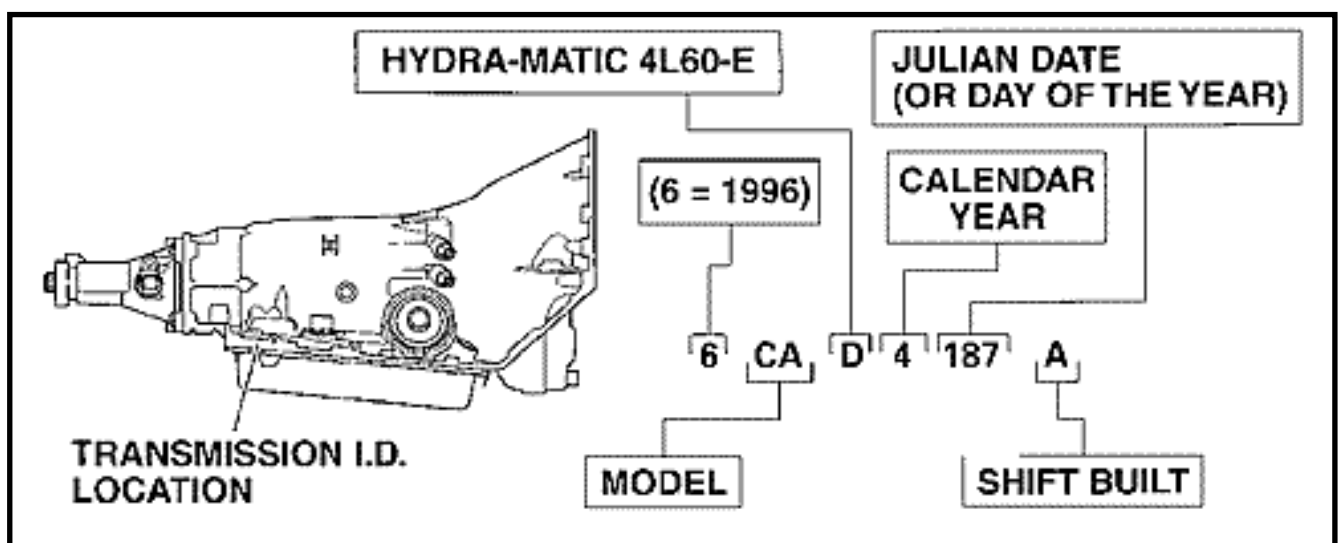 HYDRA-MATIC 4L60-E
JULIAN DATE
(OR DAY OF THE YEAR)
(6 = 1996)
CALENDAR
YEAR
6 CA D 4 187 A
TRANSMISSION I.D.
LOCATION
MODEL
SHIFT BUILT